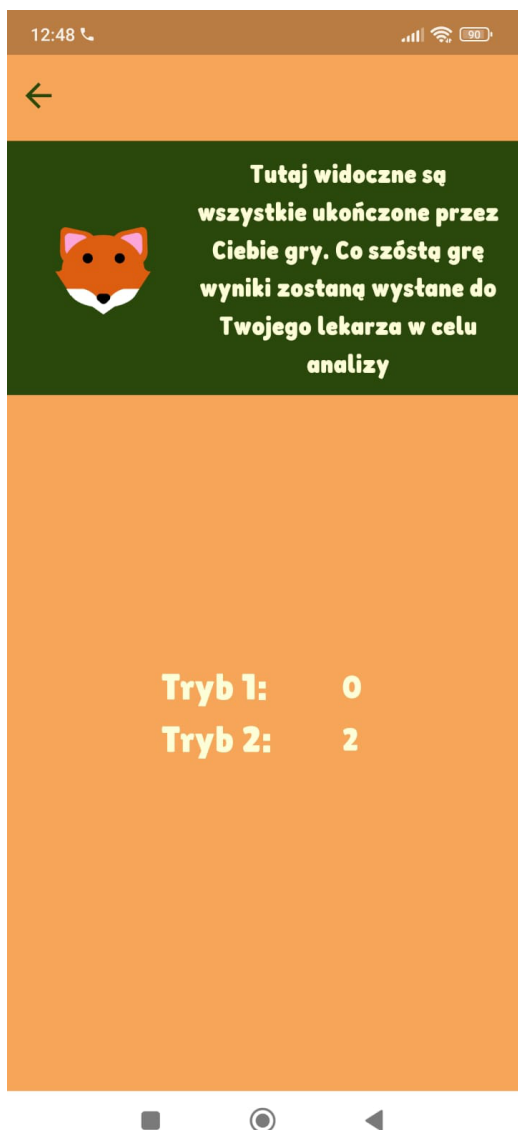 12:48 90
Tutaj widoczne są
wszystkie ukończone przez
Ciebie gry. Co szóstą grę
wyniki zostaną wysłane do
Twojego lekarza w celu
analizy
Tryb 1: 0
Tryb 2: 2